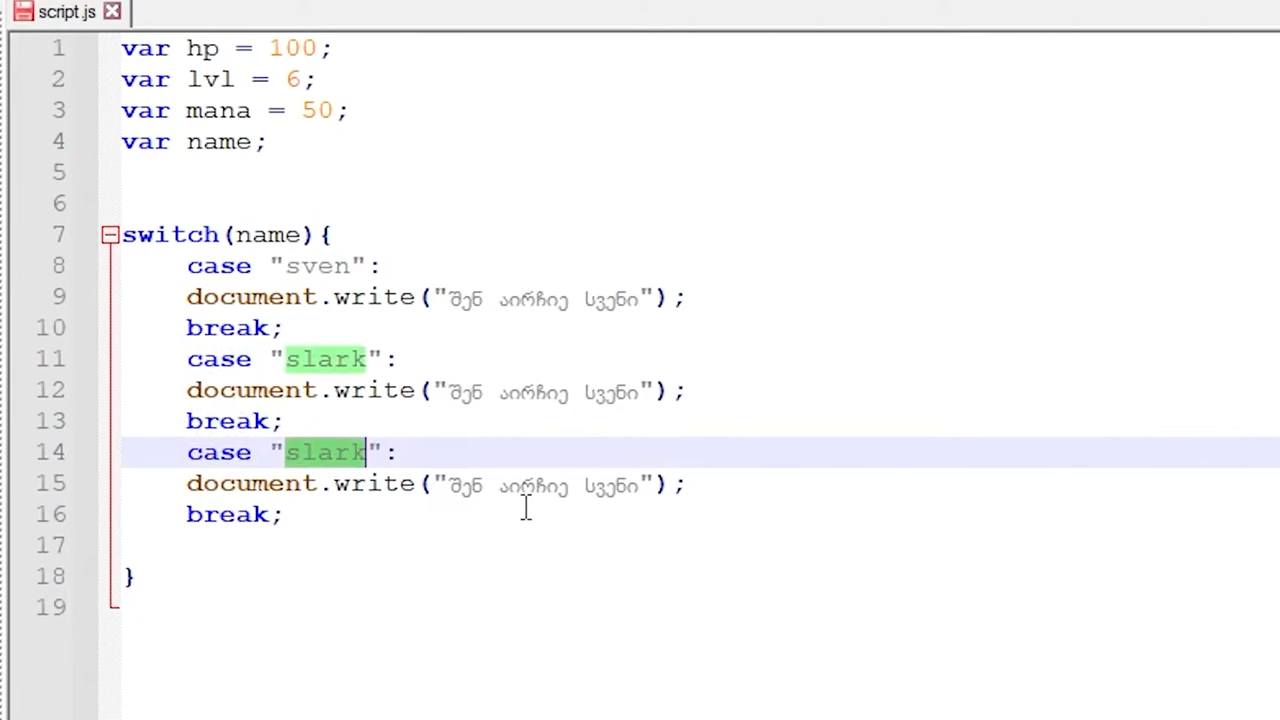 script.js
1 var hp = 100;
2 var lvl = 6;
3 var mana = 50;
4 var name;
5
6
7 switch(name){
8 case "sven":
9 document.write("შენ აირჩიე სვენი");
10 break;
11 case "slark":
12 document.write("შენ აირჩიე სვენი");
13 break;
14 case "slark":
15 document.write("შენ აირჩიე სვენი");
16 break;
17
18 }
19